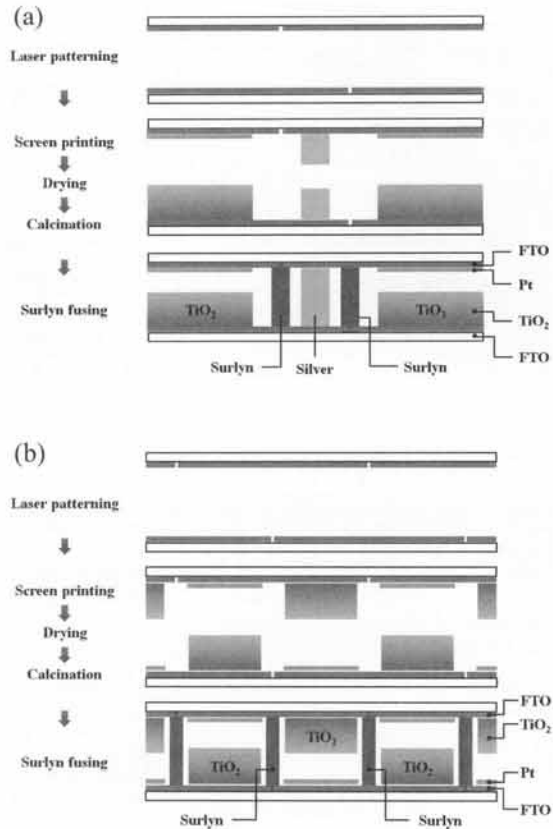 (a)
Laser patterning
Screen printing
Drying
Calcination
Surlyn fusing
FTO
Pt
TiO₂
TiO₂
TiO₂
FTO
Surlyn
Silver
Surlyn
(b)
Laser patterning
Screen printing
Drying
Calcination
Surlyn fusing
FTO
TiO₂
TiO₂
TiO₂
TiO₂
Pt
FTO
Surlyn
Surlyn